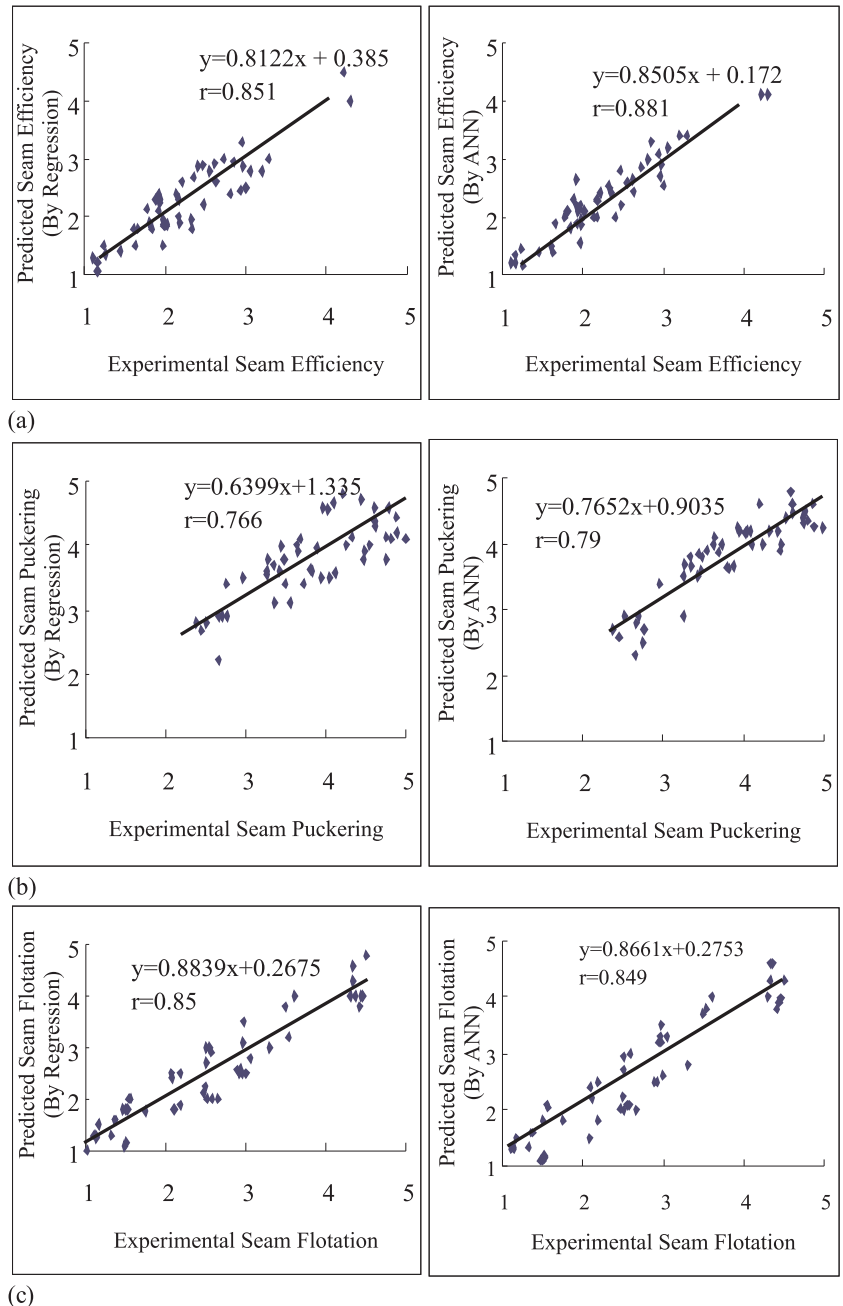 Predicted Seam Efficiency
(By Regression)
5
4
3
2
1
y=0.8122x + 0.385
r=0.851
1 2 3 4 5
Experimental Seam Efficiency
Predicted Seam Efficiency
(By ANN)
5
4
3
2
1
y=0.8505x + 0.172
r=0.881
1 2 3 4 5
Experimental Seam Efficiency
(a)
Predicted Seam Puckering
(By Regression)
5
4
3
2
1
y=0.6399x+1.335
r=0.766
1 2 3 4 5
Experimental Seam Puckering
Predicted Seam Puckering
(By ANN)
5
4
3
2
1
y=0.7652x+0.9035
r=0.79
1 2 3 4 5
Experimental Seam Puckering
(b)
Predicted Seam Flotation
(By Regression)
5
4
3
2
1
y=0.8839x+0.2675
r=0.85
1 2 3 4 5
Experimental Seam Flotation
Predicted Seam Flotation
(By ANN)
5
4
3
2
1
y=0.8661x+0.2753
r=0.849
1 2 3 4 5
Experimental Seam Flotation
(c)